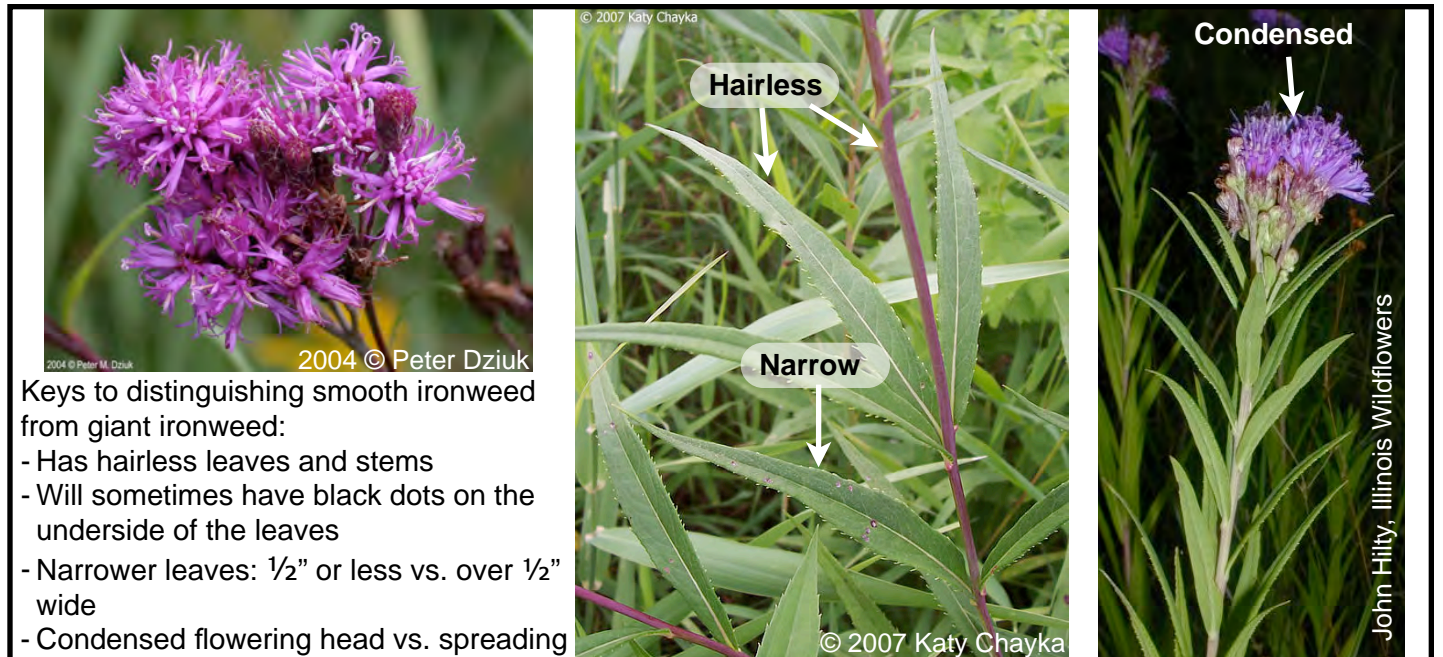 2004 © Peter M. Dziuk
2004 © Peter Dziuk
Keys to distinguishing smooth ironweed
from giant ironweed:
- Has hairless leaves and stems
- Will sometimes have black dots on the
underside of the leaves
- Narrower leaves: ½” or less vs. over ½”
wide
- Condensed flowering head vs. spreading
© 2007 Katy Chayka
Hairless
Narrow
© 2007 Katy Chayka
Condensed
John Hilty, Illinois Wildflowers